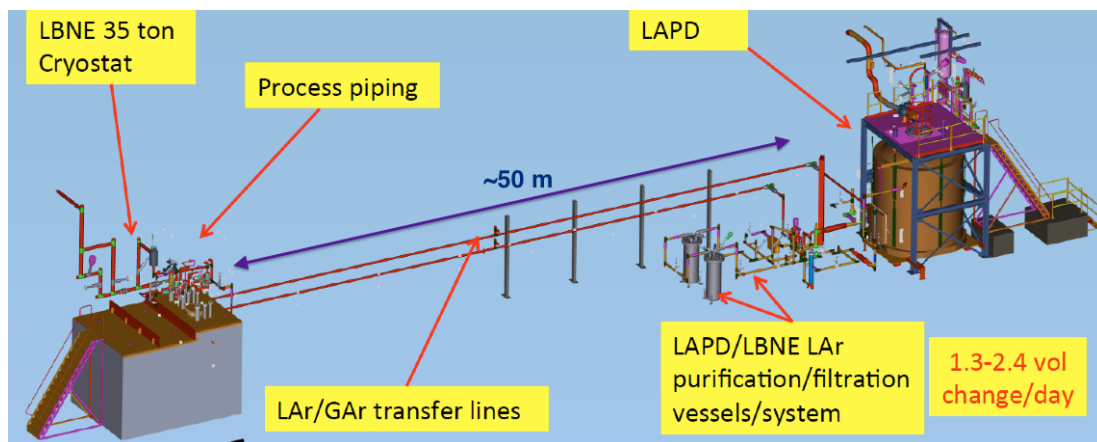 LBNE 35 ton
Cryostat
Process piping
LAPD
~50 m
LAr/GAr transfer lines
LAPD/LBNE LAr
purification/filtration
vessels/system
1.3-2.4 vol
change/day